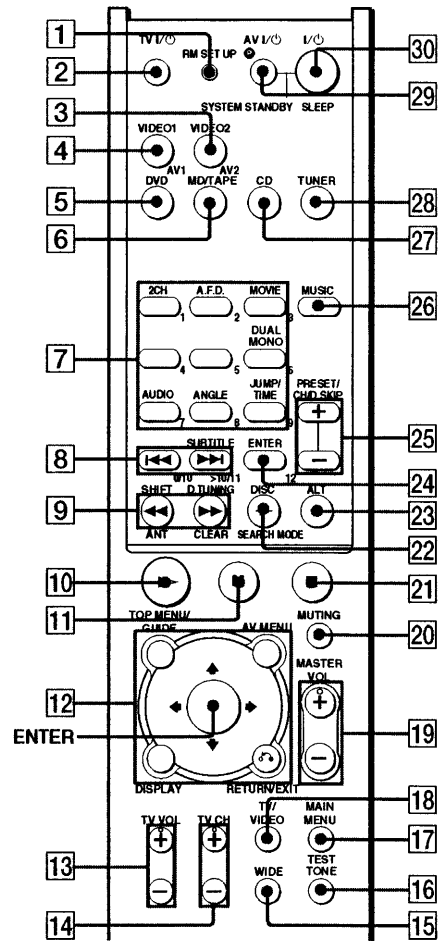 TV I/⏻ AV I/⏻ I/⏻
1 RM SET UP 30
2 29
SYSTEM STANDBY SLEEP
3
VIDEO1 VIDEO2
4
AV1 AV2
DVD MD/TAPE CD TUNER
5 28
6 27
2CH A.F.D. MOVIE MUSIC
1 2 3 26
DUAL
MONO
7 4 5 6
PRESET/
CH/D.SKIP
AUDIO ANGLE JUMP/
TIME
+
7 8 9
25
SUBTITLE ENTER
−
8
0/10 >10/11 12 24
SHIFT D.TUNING DISC ALT
9 23
ANT CLEAR SEARCH MODE 22
10 21
11
TOP MENU/
GUIDE
AV MENU MUTING
20
MASTER
VOL
12 + 19
ENTER
−
DISPLAY RETURN/EXIT 18
TV VOL TV CH TV/
VIDEO
MAIN
MENU
13 + + 17
TEST
TONE
WIDE 16
− −
14 15